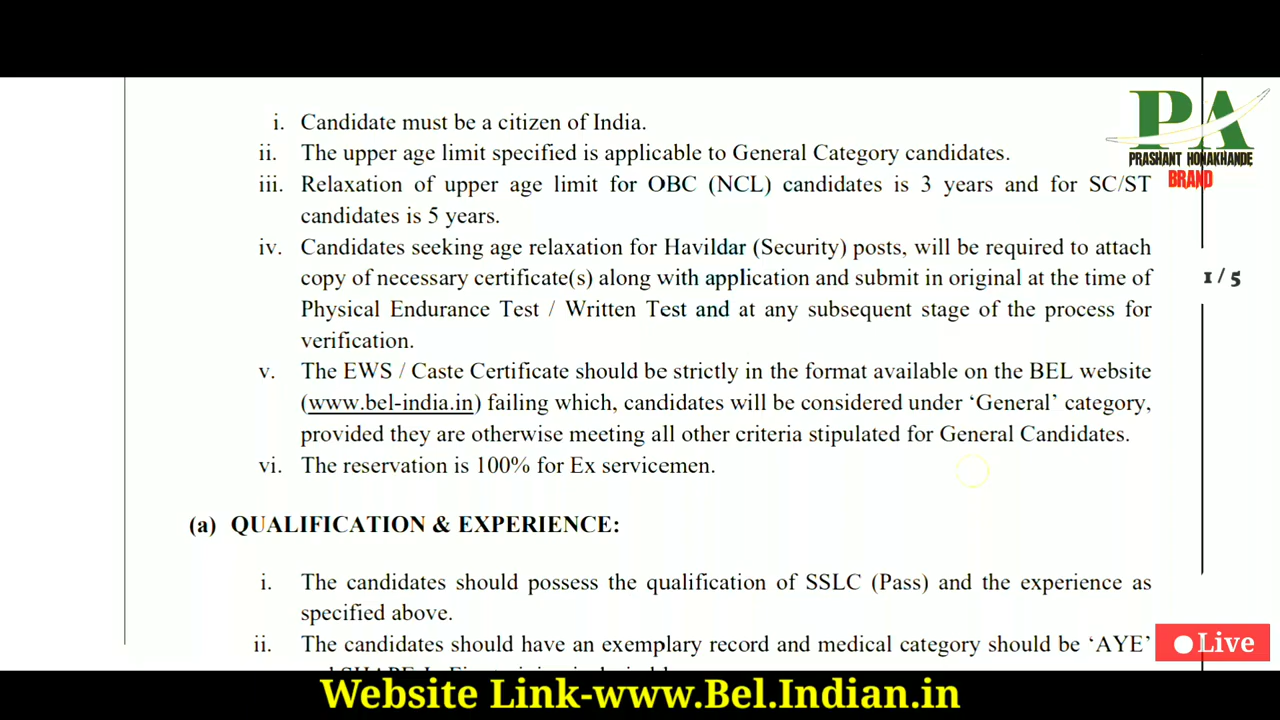 i. Candidate must be a citizen of India.
ii. The upper age limit specified is applicable to General Category candidates.
iii. Relaxation of upper age limit for OBC (NCL) candidates is 3 years and for SC/ST
candidates is 5 years.
iv. Candidates seeking age relaxation for Havildar (Security) posts, will be required to attach
copy of necessary certificate(s) along with application and submit in original at the time of
Physical Endurance Test / Written Test and at any subsequent stage of the process for
verification.
v. The EWS / Caste Certificate should be strictly in the format available on the BEL website
(www.bel-india.in) failing which, candidates will be considered under ‘General’ category,
provided they are otherwise meeting all other criteria stipulated for General Candidates.
vi. The reservation is 100% for Ex servicemen.
(a) QUALIFICATION & EXPERIENCE:
i. The candidates should possess the qualification of SSLC (Pass) and the experience as
specified above.
ii. The candidates should have an exemplary record and medical category should be ‘AYE’
PA
PRASHANT HONAKHANDE
BRAND
1 / 5
Live
Website Link-www.Bel.Indian.in